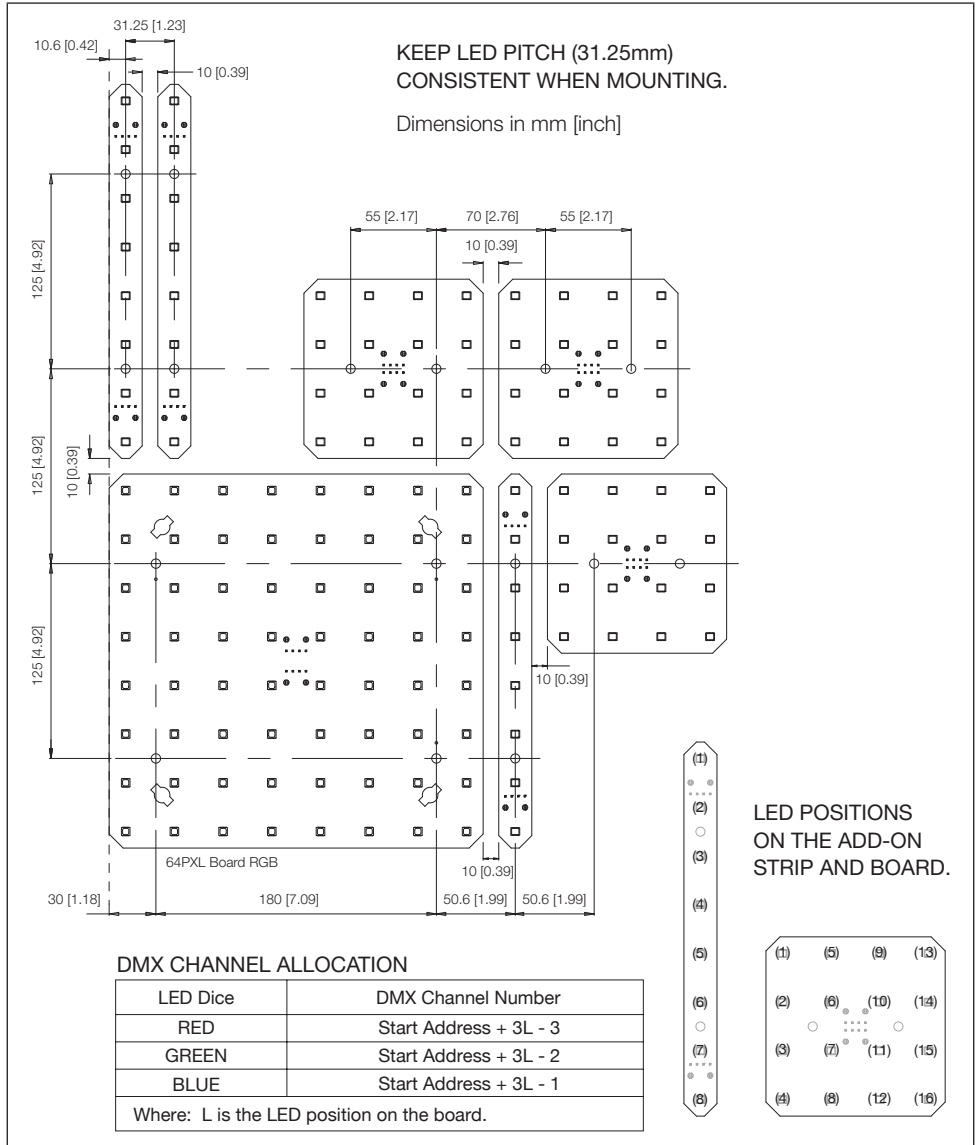 31.25 [1.23]
10.6 [0.42]
10 [0.39]
KEEP LED PITCH (31.25mm)
CONSISTENT WHEN MOUNTING.
Dimensions in mm [inch]
55 [2.17]
70 [2.76]
55 [2.17]
10 [0.39]
125 [4.92]
125 [4.92]
10 [0.39]
125 [4.92]
10 [0.39]
64PXL Board RGB
10 [0.39]
30 [1.18]
180 [7.09]
50.6 [1.99]
50.6 [1.99]
LED POSITIONS
ON THE ADD-ON
STRIP AND BOARD.
(1)
(2)
(3)
(4)
(5)
(6)
(7)
(8)
(1) (5) (9) (13)
(2) (6) (10) (14)
(3) (7) (11) (15)
(4) (8) (12) (16)
DMX CHANNEL ALLOCATION
LED Dice DMX Channel Number
RED Start Address + 3L - 3
GREEN Start Address + 3L - 2
BLUE Start Address + 3L - 1
Where: L is the LED position on the board.